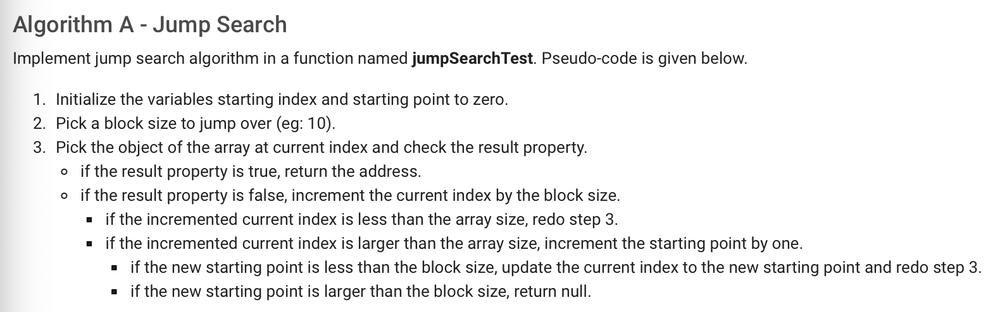 Algorithm A - Jump Search
Implement jump search algorithm in a function named jumpSearchTest. Pseudo-code is given below.
1. Initialize the variables starting index and starting point to zero.
2. Pick a block size to jump over (eg: 10).
3. Pick the object of the array at current index and check the result property.
if the result property is true, return the address.
if the result property is false, increment the current index by the block size.
if the incremented current index is less than the array size, redo step 3.
if the incremented current index is larger than the array size, increment the starting point by one.
if the new starting point is less than the block size, update the current index to the new starting point and redo step 3.
if the new starting point is larger than the block size, return null.